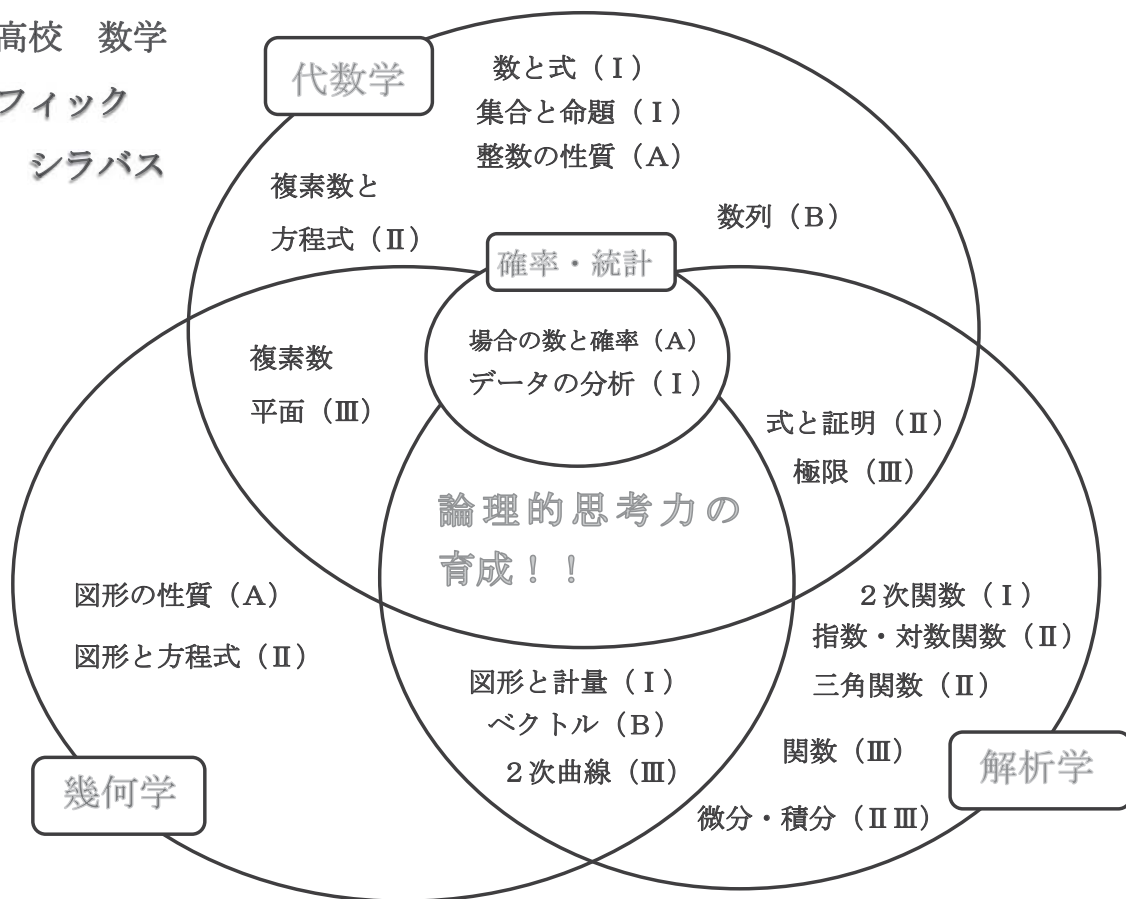 高校　数学
フィック
シラバス
代数学
数と式（Ⅰ）
集合と命題（Ⅰ）
整数の性質（A）
複素数と
方程式（Ⅱ）
数列（B）
確率・統計
場合の数と確率（A）
データの分析（Ⅰ）
複素数
平面（Ⅲ）
式と証明（Ⅱ）
極限（Ⅲ）
論理的思考力の
育成！！
図形の性質（A）
図形と方程式（Ⅱ）
２次関数（Ⅰ）
指数・対数関数（Ⅱ）
三角関数（Ⅱ）
図形と計量（Ⅰ）
ベクトル（B）
２次曲線（Ⅲ）
関数（Ⅲ）
微分・積分（ⅡⅢ）
幾何学
解析学